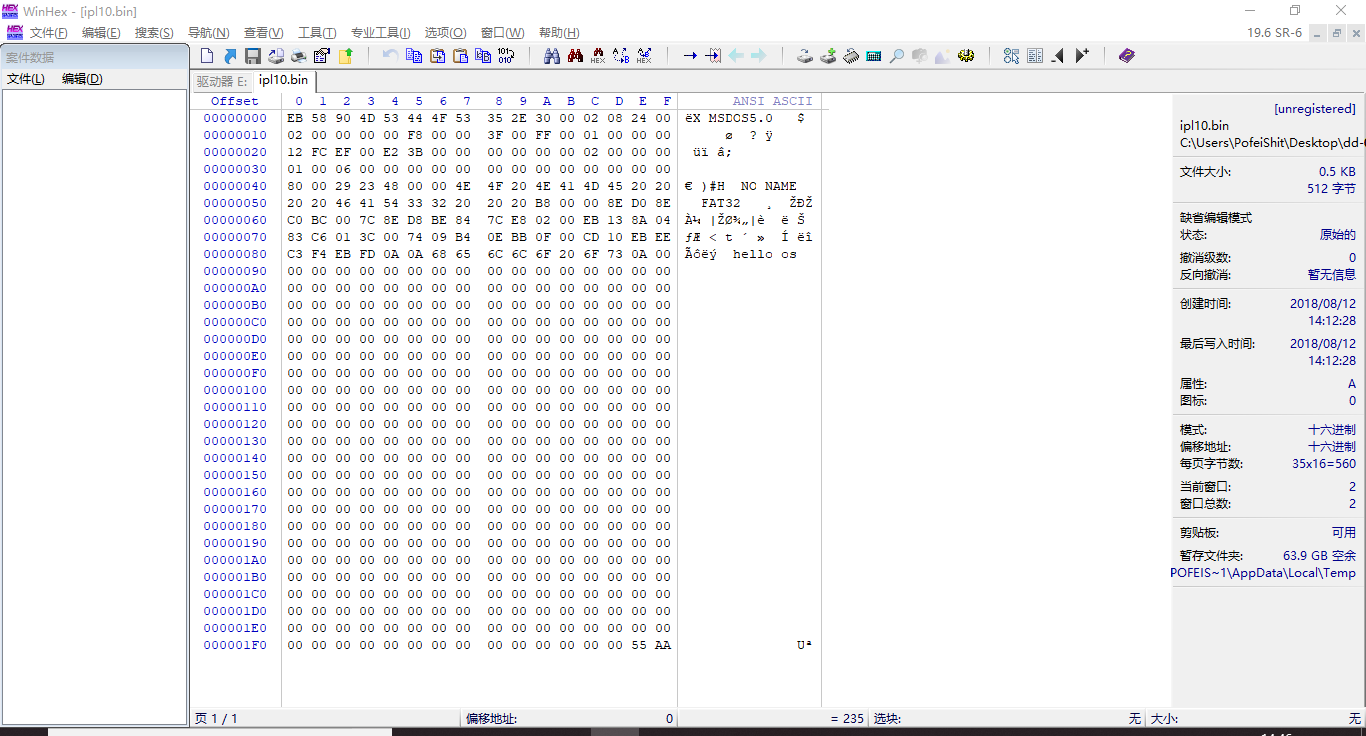 WinHex - [ipl10.bin]
文件(F) 编辑(E) 搜索(S) 导航(N) 查看(V) 工具(T) 专业工具(I) 选项(O) 窗口(W) 帮助(H) 19.6 SR-6
案件数据
文件(L) 编辑(D)
驱动器 E: ipl10.bin
Offset 0 1 2 3 4 5 6 7 8 9 A B C D E F ANSI ASCII
00000000 EB 58 90 4D 53 44 4F 53 35 2E 30 00 02 08 24 00 ëX MSDOS5.0 $
00000010 02 00 00 00 00 F8 00 00 3F 00 FF 00 01 00 00 00 ø ? ÿ
00000020 12 FC EF 00 E2 3B 00 00 00 00 00 00 02 00 00 00 üï â;
00000030 01 00 06 00 00 00 00 00 00 00 00 00 00 00 00 00
00000040 80 00 29 23 48 00 00 4E 4F 20 4E 41 4D 45 20 20 € )#H NO NAME
00000050 20 20 46 41 54 33 32 20 20 20 B8 00 00 8E D0 8E FAT32 ¸ ŽÐŽ
00000060 C0 BC 00 7C 8E D8 BE 84 7C E8 02 00 EB 13 8A 04 À¼ |ŽØ¾„|è ë Š
00000070 83 C6 01 3C 00 74 09 B4 0E BB 0F 00 CD 10 EB EE ƒÆ < t ´ » Í ëî
00000080 C3 F4 EB FD 0A 0A 68 65 6C 6C 6F 20 6F 73 0A 00 Ãôëý hello os
00000090 00 00 00 00 00 00 00 00 00 00 00 00 00 00 00 00
000000A0 00 00 00 00 00 00 00 00 00 00 00 00 00 00 00 00
000000B0 00 00 00 00 00 00 00 00 00 00 00 00 00 00 00 00
000000C0 00 00 00 00 00 00 00 00 00 00 00 00 00 00 00 00
000000D0 00 00 00 00 00 00 00 00 00 00 00 00 00 00 00 00
000000E0 00 00 00 00 00 00 00 00 00 00 00 00 00 00 00 00
000000F0 00 00 00 00 00 00 00 00 00 00 00 00 00 00 00 00
00000100 00 00 00 00 00 00 00 00 00 00 00 00 00 00 00 00
00000110 00 00 00 00 00 00 00 00 00 00 00 00 00 00 00 00
00000120 00 00 00 00 00 00 00 00 00 00 00 00 00 00 00 00
00000130 00 00 00 00 00 00 00 00 00 00 00 00 00 00 00 00
00000140 00 00 00 00 00 00 00 00 00 00 00 00 00 00 00 00
00000150 00 00 00 00 00 00 00 00 00 00 00 00 00 00 00 00
00000160 00 00 00 00 00 00 00 00 00 00 00 00 00 00 00 00
00000170 00 00 00 00 00 00 00 00 00 00 00 00 00 00 00 00
00000180 00 00 00 00 00 00 00 00 00 00 00 00 00 00 00 00
00000190 00 00 00 00 00 00 00 00 00 00 00 00 00 00 00 00
000001A0 00 00 00 00 00 00 00 00 00 00 00 00 00 00 00 00
000001B0 00 00 00 00 00 00 00 00 00 00 00 00 00 00 00 00
000001C0 00 00 00 00 00 00 00 00 00 00 00 00 00 00 00 00
000001D0 00 00 00 00 00 00 00 00 00 00 00 00 00 00 00 00
000001E0 00 00 00 00 00 00 00 00 00 00 00 00 00 00 00 00
000001F0 00 00 00 00 00 00 00 00 00 00 00 00 00 00 55 AA Uª
[unregistered]
ipl10.bin
C:\Users\PofeiShit\Desktop\dd-
文件大小: 0.5 KB
512 字节
缺省编辑模式
状态: 原始的
撤消级数: 0
反向撤消: 暂无信息
创建时间: 2018/08/12
14:12:28
最后写入时间: 2018/08/12
14:12:28
属性: A
图标: 0
模式: 十六进制
偏移地址: 十六进制
每页字节数: 35x16=560
当前窗口: 2
窗口总数: 2
剪贴板: 可用
暂存文件夹: 63.9 GB 空余
POFEIS~1\AppData\Local\Temp
页 1 / 1 偏移地址: 0 = 235 选块: 无 大小: 无